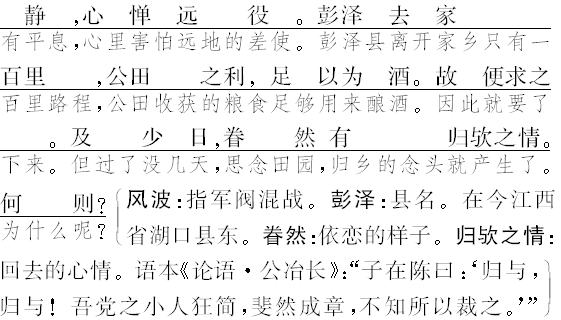 静,心惮远役。彭泽去家
有平息,心里害怕远地的差使。彭泽县离开家乡只有一
百里,公田之利,足以为酒。故便求之
百里路程,公田收获的粮食足够用来酿酒。因此就要了
。及少日,眷然有归欤之情。
下来。但过了没几天,思念田园,归乡的念头就产生了。
何则?
为什么呢?
风波:指军阀混战。彭泽:县名。在今江西
省湖口县东。眷然:依恋的样子。归欤之情:
回去的心情。语本《论语·公冶长》:“子在陈曰:‘归与,
归与!吾党之小人狂简,斐然成章,不知所以裁之。’”